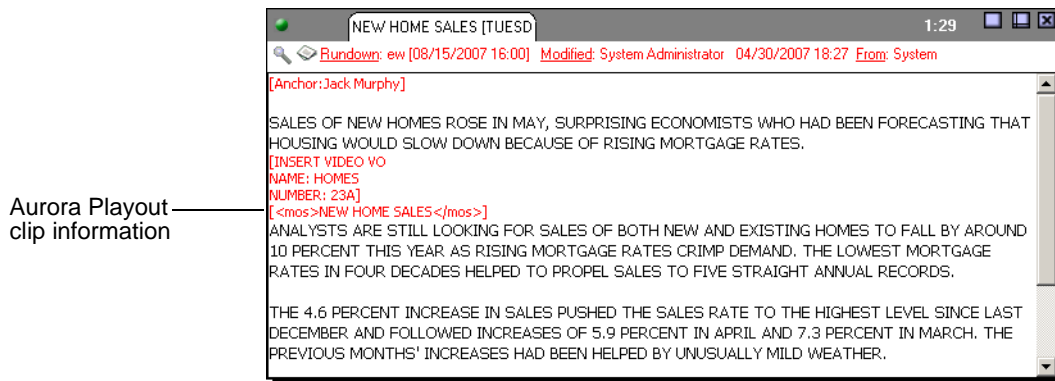 NEW HOME SALES [TUESD
1:29
Rundown: ew [08/15/2007 16:00] Modified: System Administrator 04/30/2007 18:27 From: System
[Anchor:Jack Murphy]
SALES OF NEW HOMES ROSE IN MAY, SURPRISING ECONOMISTS WHO HAD BEEN FORECASTING THAT
HOUSING WOULD SLOW DOWN BECAUSE OF RISING MORTGAGE RATES.
[INSERT VIDEO VO
NAME: HOMES
NUMBER: 23A]
[<mos>NEW HOME SALES</mos>]
Aurora Playout
clip information
ANALYSTS ARE STILL LOOKING FOR SALES OF BOTH NEW AND EXISTING HOMES TO FALL BY AROUND
10 PERCENT THIS YEAR AS RISING MORTGAGE RATES CRIMP DEMAND. THE LOWEST MORTGAGE
RATES IN FOUR DECADES HELPED TO PROPEL SALES TO FIVE STRAIGHT ANNUAL RECORDS.
THE 4.6 PERCENT INCREASE IN SALES PUSHED THE SALES RATE TO THE HIGHEST LEVEL SINCE LAST
DECEMBER AND FOLLOWED INCREASES OF 5.9 PERCENT IN APRIL AND 7.3 PERCENT IN MARCH. THE
PREVIOUS MONTHS' INCREASES HAD BEEN HELPED BY UNUSUALLY MILD WEATHER.